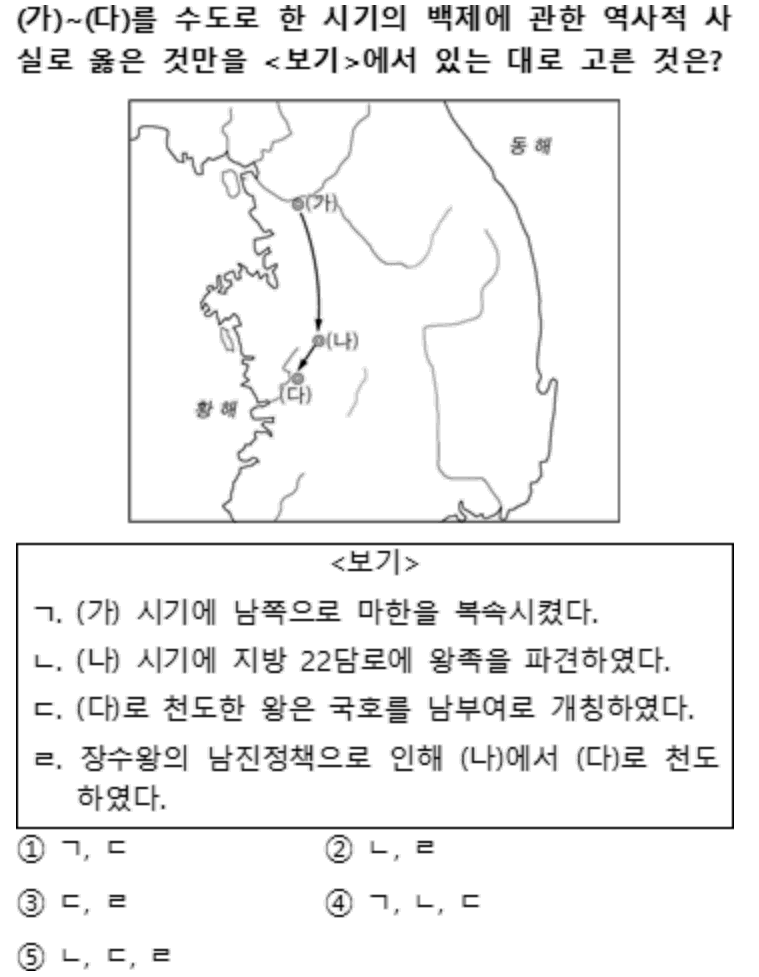 (가)~(다)를 수도로 한 시기의 백제에 관한 역사적 사
실로 옳은 것만을 <보기>에서 있는 대로 고른 것은?
동해
(가)
(나)
(다)
황해
<보기>
ㄱ. (가) 시기에 남쪽으로 마한을 복속시켰다.
ㄴ. (나) 시기에 지방 22담로에 왕족을 파견하였다.
ㄷ. (다)로 천도한 왕은 국호를 남부여로 개칭하였다.
ㄹ. 장수왕의 남진정책으로 인해 (나)에서 (다)로 천도
하였다.
① ㄱ, ㄷ ② ㄴ, ㄹ
③ ㄷ, ㄹ ④ ㄱ, ㄴ, ㄷ
⑤ ㄴ, ㄷ, ㄹ